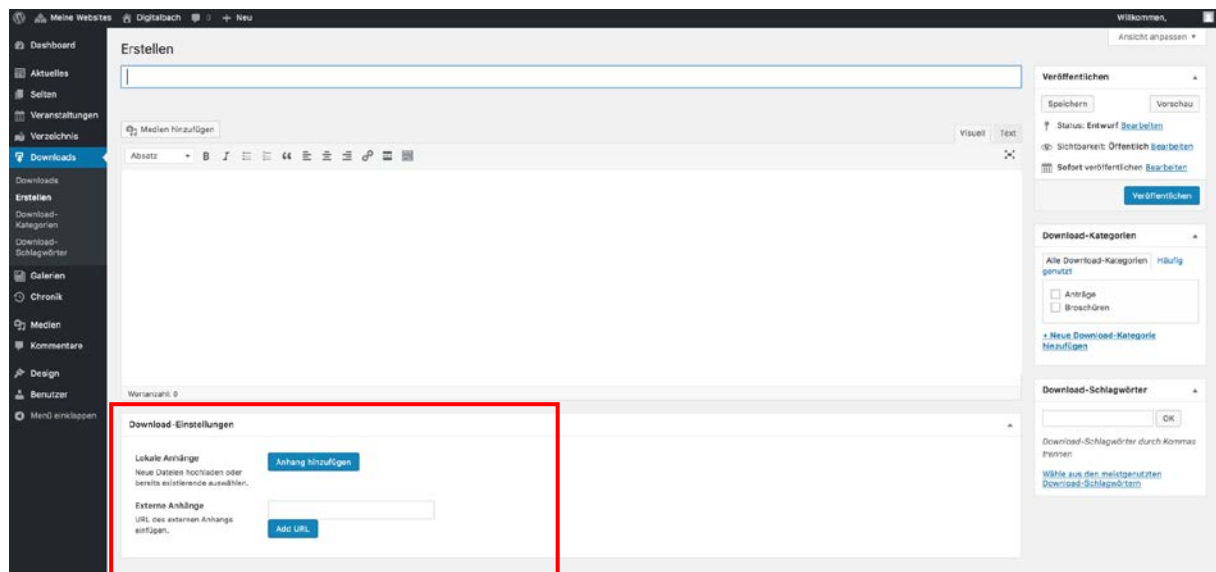 Meine Websites Digitalbach 0 + Neu Willkommen,
Dashboard
Aktuelles
Seiten
Veranstaltungen
Verzeichnis
Downloads
Downloads
Erstellen
Download-
Kategorien
Download-
Schlagwörter
Galerien
Chronik
Medien
Kommentare
Design
Benutzer
Menü einklappen
Ansicht anpassen
Erstellen
Medien hinzufügen
Visuell Text
Absatz B I
Wortanzahl: 0
Download-Einstellungen
Lokale Anhänge
Neue Dateien hochladen oder
bereits existierende auswählen.
Anhang hinzufügen
Externe Anhänge
URL des externen Anhangs
einfügen.
Add URL
Veröffentlichen
Speichern Vorschau
Status: Entwurf Bearbeiten
Sichtbarkeit: Öffentlich Bearbeiten
Sofort veröffentlichen Bearbeiten
Veröffentlichen
Download-Kategorien
Alle Download-Kategorien Häufig
genutzt
Anträge
Broschüren
+ Neue Download-Kategorie
hinzufügen
Download-Schlagwörter
OK
Download-Schlagwörter durch Kommas
trennen
Wähle aus den meistgenutzten
Download-Schlagwörtern